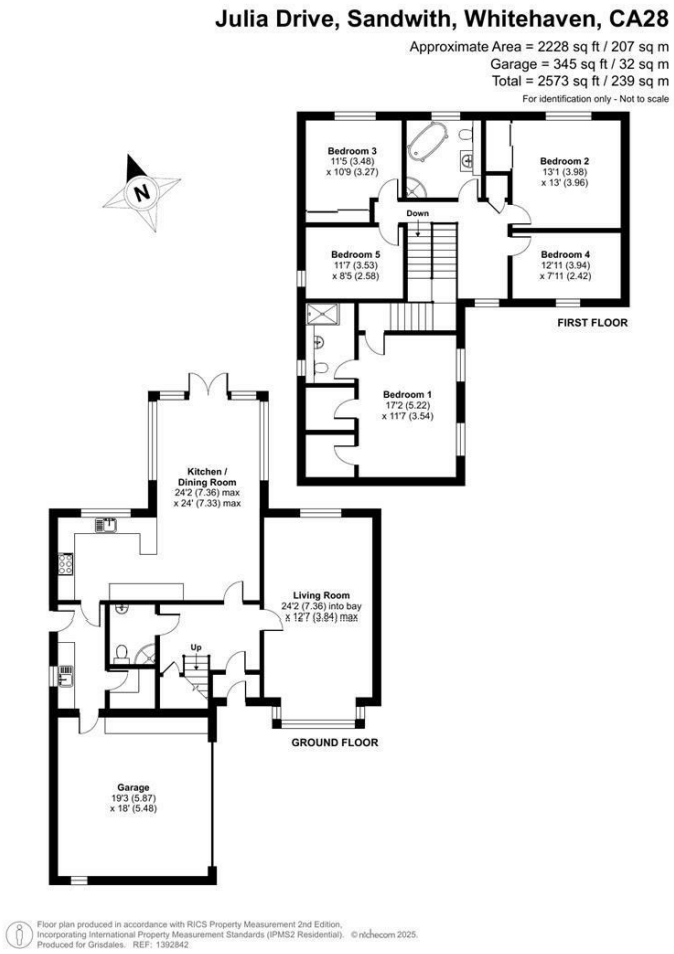 Julia Drive, Sandwith, Whitehaven, CA28
Approximate Area = 2228 sq ft / 207 sq m
Garage = 345 sq ft / 32 sq m
Total = 2573 sq ft / 239 sq m
For identification only - Not to scale
N
Bedroom 3
11'5 (3.48)
x 10'9 (3.27)
Bedroom 2
13'1 (3.98)
x 13' (3.96)
Down
Bedroom 5
11'7 (3.53)
x 8'5 (2.58)
Bedroom 4
12'11 (3.94)
x 7'11 (2.42)
FIRST FLOOR
Bedroom 1
17'2 (5.22)
x 11'7 (3.54)
Kitchen /
Dining Room
24'2 (7.36) max
x 24' (7.33) max
Living Room
24'2 (7.36) into bay
x 12'7 (3.84) max
Up
GROUND FLOOR
Garage
19'3 (5.87)
x 18' (5.48)
Floor plan produced in accordance with RICS Property Measurement 2nd Edition,
Incorporating International Property Measurement Standards (IPMS2 Residential). © nichecom 2025.
Produced for Grisdales. REF: 1392842